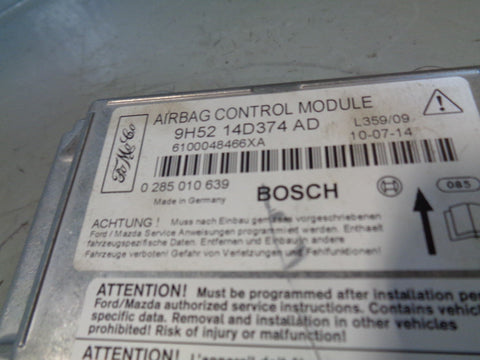 FoMoCo
AIRBAG CONTROL MODULE
9H52 14D374 AD
L359/09
6100048466XA
10-07-14
0 285 010 639
BOSCH
085
Made in Germany
ACHTUNG ! Muss nach Einbau gemäss vorgeschriebenen
Ford / Mazda Service Anweisungen programmiert werden. Enthaelt
fahrzeugspezifische Daten. Entfernen und Einbau in andere
Fahrzeuge verboten! Gefahr von Verletzungen und Fehlfunktionen!
ATTENTION! Must be programmed after installation per
Ford/Mazda authorized service instructions. Contains vehicle
specific data. Removal and installation in other vehicles
prohibited! Risk of injury or malfunction!
ATTENTION! L'appareil doit